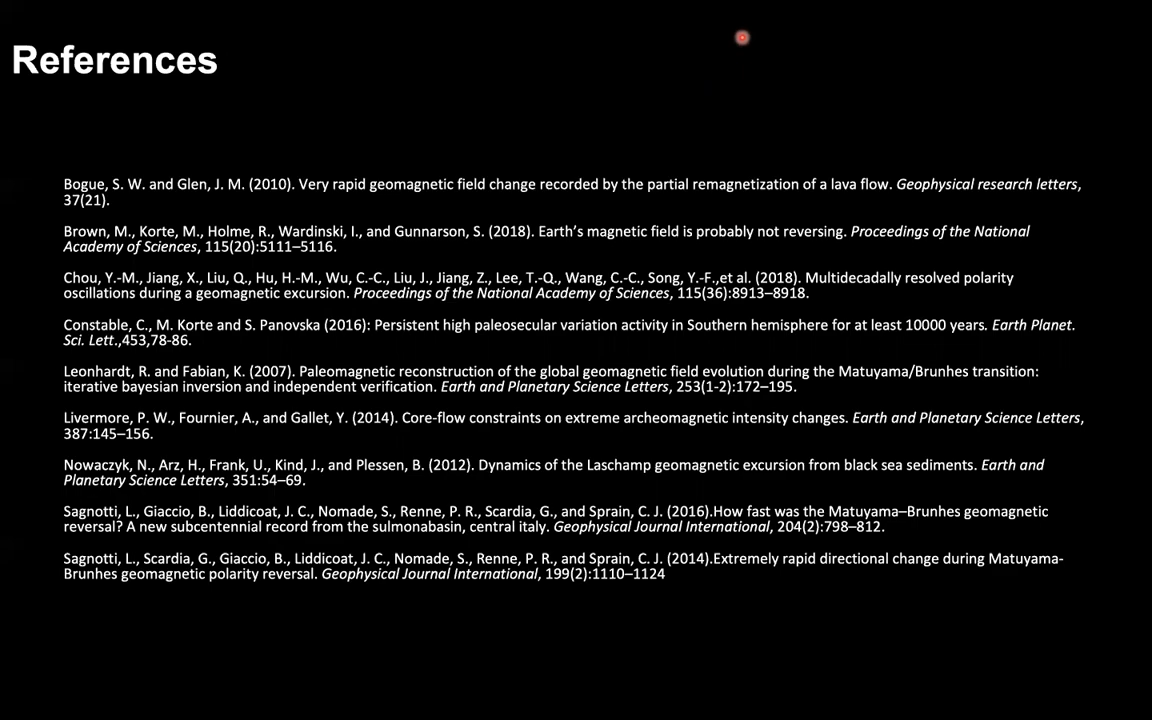 References
Bogue, S. W. and Glen, J. M. (2010). Very rapid geomagnetic field change recorded by the partial remagnetization of a lava flow. Geophysical research letters,
37(21).
Brown, M., Korte, M., Holme, R., Wardinski, I., and Gunnarson, S. (2018). Earth’s magnetic field is probably not reversing. Proceedings of the National
Academy of Sciences, 115(20):5111–5116.
Chou, Y.-M., Jiang, X., Liu, Q., Hu, H.-M., Wu, C.-C., Liu, J., Jiang, Z., Lee, T.-Q., Wang, C.-C., Song, Y.-F.,et al. (2018). Multidecadally resolved polarity
oscillations during a geomagnetic excursion. Proceedings of the National Academy of Sciences, 115(36):8913–8918.
Constable, C., M. Korte and S. Panovska (2016): Persistent high paleosecular variation activity in Southern hemisphere for at least 10000 years. Earth Planet.
Sci. Lett.,453,78-86.
Leonhardt, R. and Fabian, K. (2007). Paleomagnetic reconstruction of the global geomagnetic field evolution during the Matuyama/Brunhes transition:
iterative bayesian inversion and independent verification. Earth and Planetary Science Letters, 253(1-2):172–195.
Livermore, P. W., Fournier, A., and Gallet, Y. (2014). Core-flow constraints on extreme archeomagnetic intensity changes. Earth and Planetary Science Letters,
387:145–156.
Nowaczyk, N., Arz, H., Frank, U., Kind, J., and Plessen, B. (2012). Dynamics of the Laschamp geomagnetic excursion from black sea sediments. Earth and
Planetary Science Letters, 351:54–69.
Sagnotti, L., Giaccio, B., Liddicoat, J. C., Nomade, S., Renne, P. R., Scardia, G., and Sprain, C. J. (2016).How fast was the Matuyama–Brunhes geomagnetic
reversal? A new subcentennial record from the sulmonabasin, central italy. Geophysical Journal International, 204(2):798–812.
Sagnotti, L., Scardia, G., Giaccio, B., Liddicoat, J. C., Nomade, S., Renne, P. R., and Sprain, C. J. (2014).Extremely rapid directional change during Matuyama-
Brunhes geomagnetic polarity reversal. Geophysical Journal International, 199(2):1110–1124